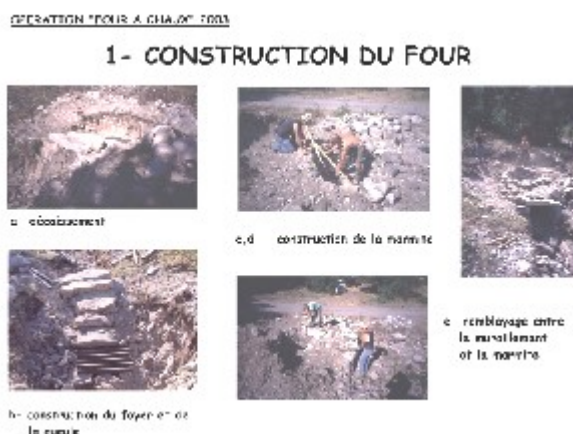 OPERATION "FOUR A CHAUX" 2003
1- CONSTRUCTION DU FOUR
a décaissement
c,d construction de la marmite
e remblayage entre
la muraillement
et la marmite
b- construction du foyer et de
la gueule